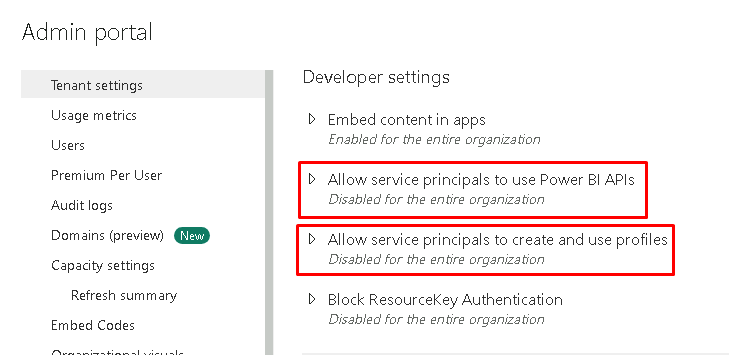 Admin portal
Tenant settings
Usage metrics
Users
Premium Per User
Audit logs
Domains (preview) New
Capacity settings
Refresh summary
Embed Codes
Organizational visuals
Developer settings
Embed content in apps
Enabled for the entire organization
Allow service principals to use Power BI APIs
Disabled for the entire organization
Allow service principals to create and use profiles
Disabled for the entire organization
Block ResourceKey Authentication
Disabled for the entire organization